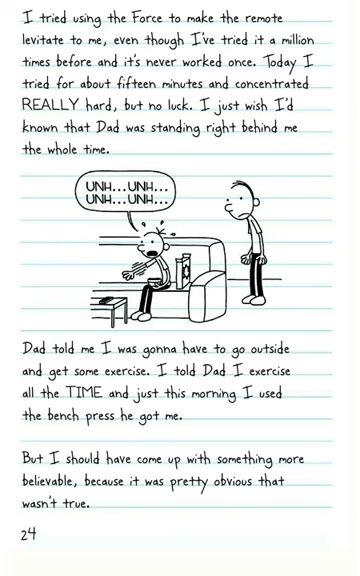 I tried using the Force to make the remote
levitate to me, even though I've tried it a million
times before and it's never worked once. Today I
tried for about fifteen minutes and concentrated
REALLY hard, but no luck. I just wish I'd
known that Dad was standing right behind me
the whole time.
UNH...UNH...
UNH...UNH...
Dad told me I was gonna have to go outside
and get some exercise. I told Dad I exercise
all the TIME and just this morning I used
the bench press he got me.
But I should have come up with something more
believable, because it was pretty obvious that
wasn't true.
24